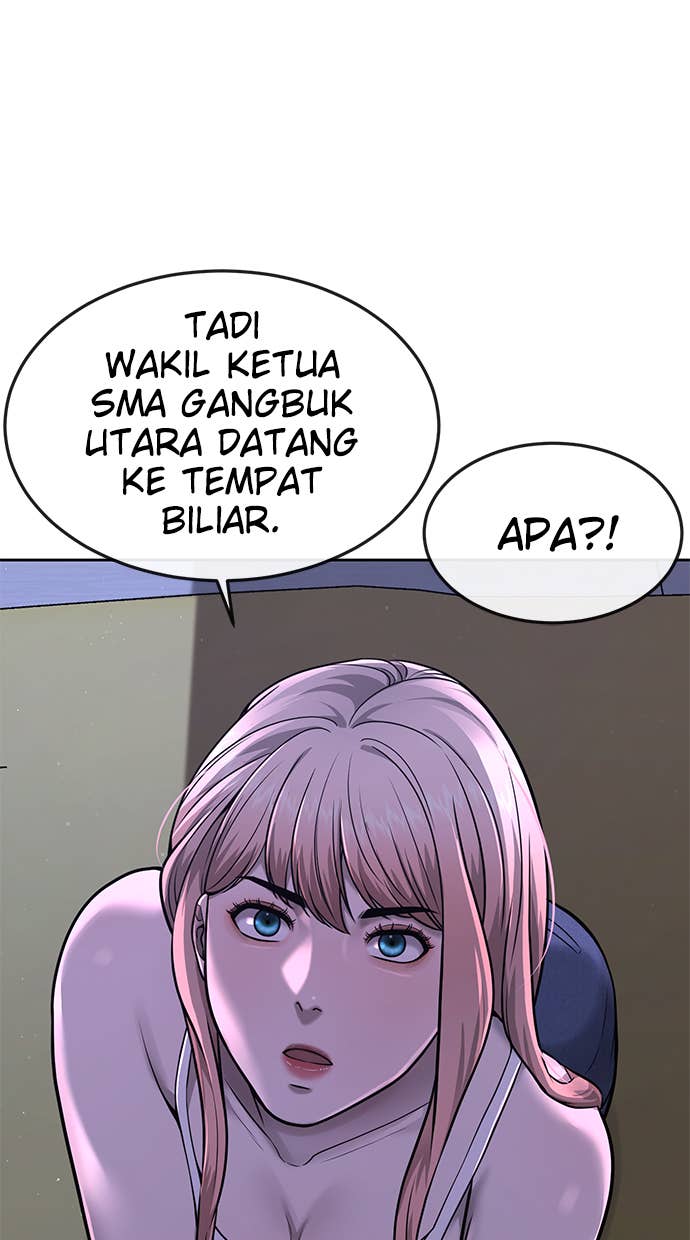 TADI
WAKIL KETUA
SMA GANGBUK
UTARA DATANG
KE TEMPAT
BILIAR.
APA?!